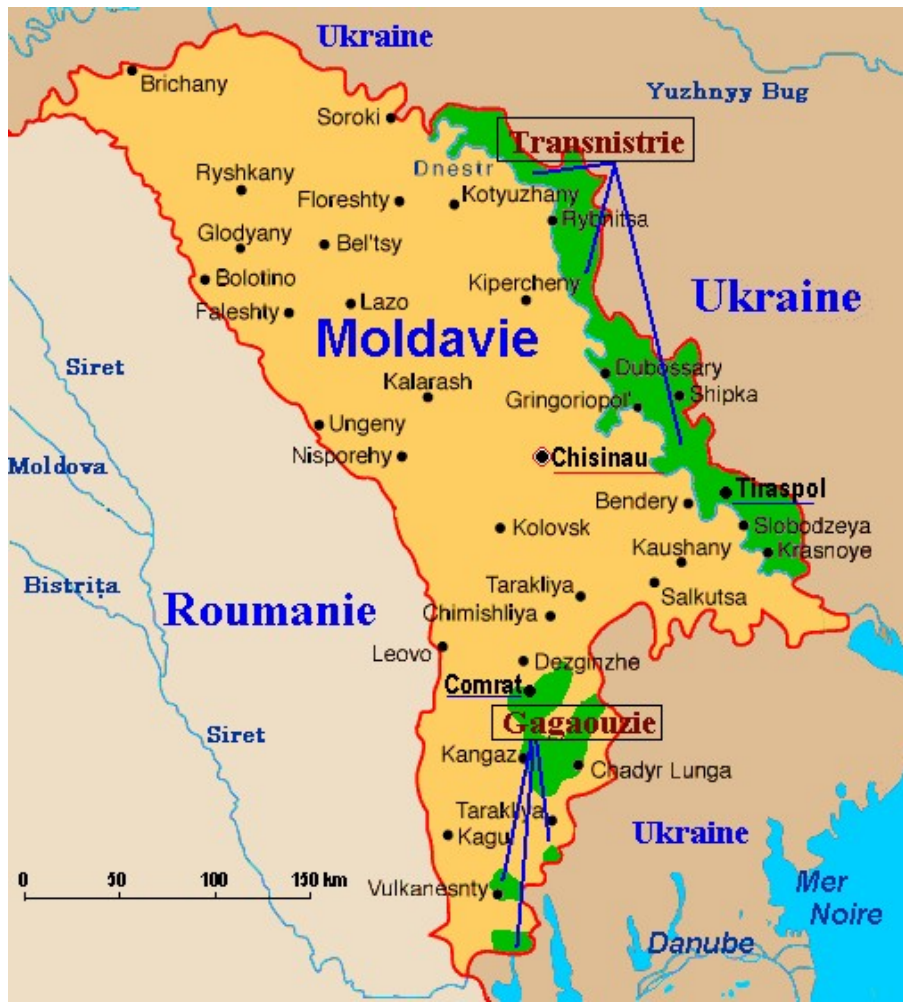 Ukraine
Brichany
Yuzhnyy Bug
Soroki
Transnistrie
Dnestr
Ryshkany
Floreshty
Kotyuzhany
Rybnitsa
Glodyany
Bel'tsy
Bolotino
Kipercheny
Ukraine
Lazo
Faleshty
Moldavie
Siret
Dubossary
Kalarash
Shipka
Gringoriopol'
Ungeny
Nisporehy
Chisinau
Moldova
Tiraspol
Bendery
Kolovsk
Slobodzeya
Kaushany
Krasnoye
Bistrița
Tarakliya
Salkutsa
Roumanie
Chimishliya
Leovo
Dezginzhe
Comrat
Gagaouzie
Siret
Kangaz
Chadyr Lunga
Tarakliya
Kagul
Ukraine
0 50 100 150 km
Vulkanesnty
Mer
Noire
Danube